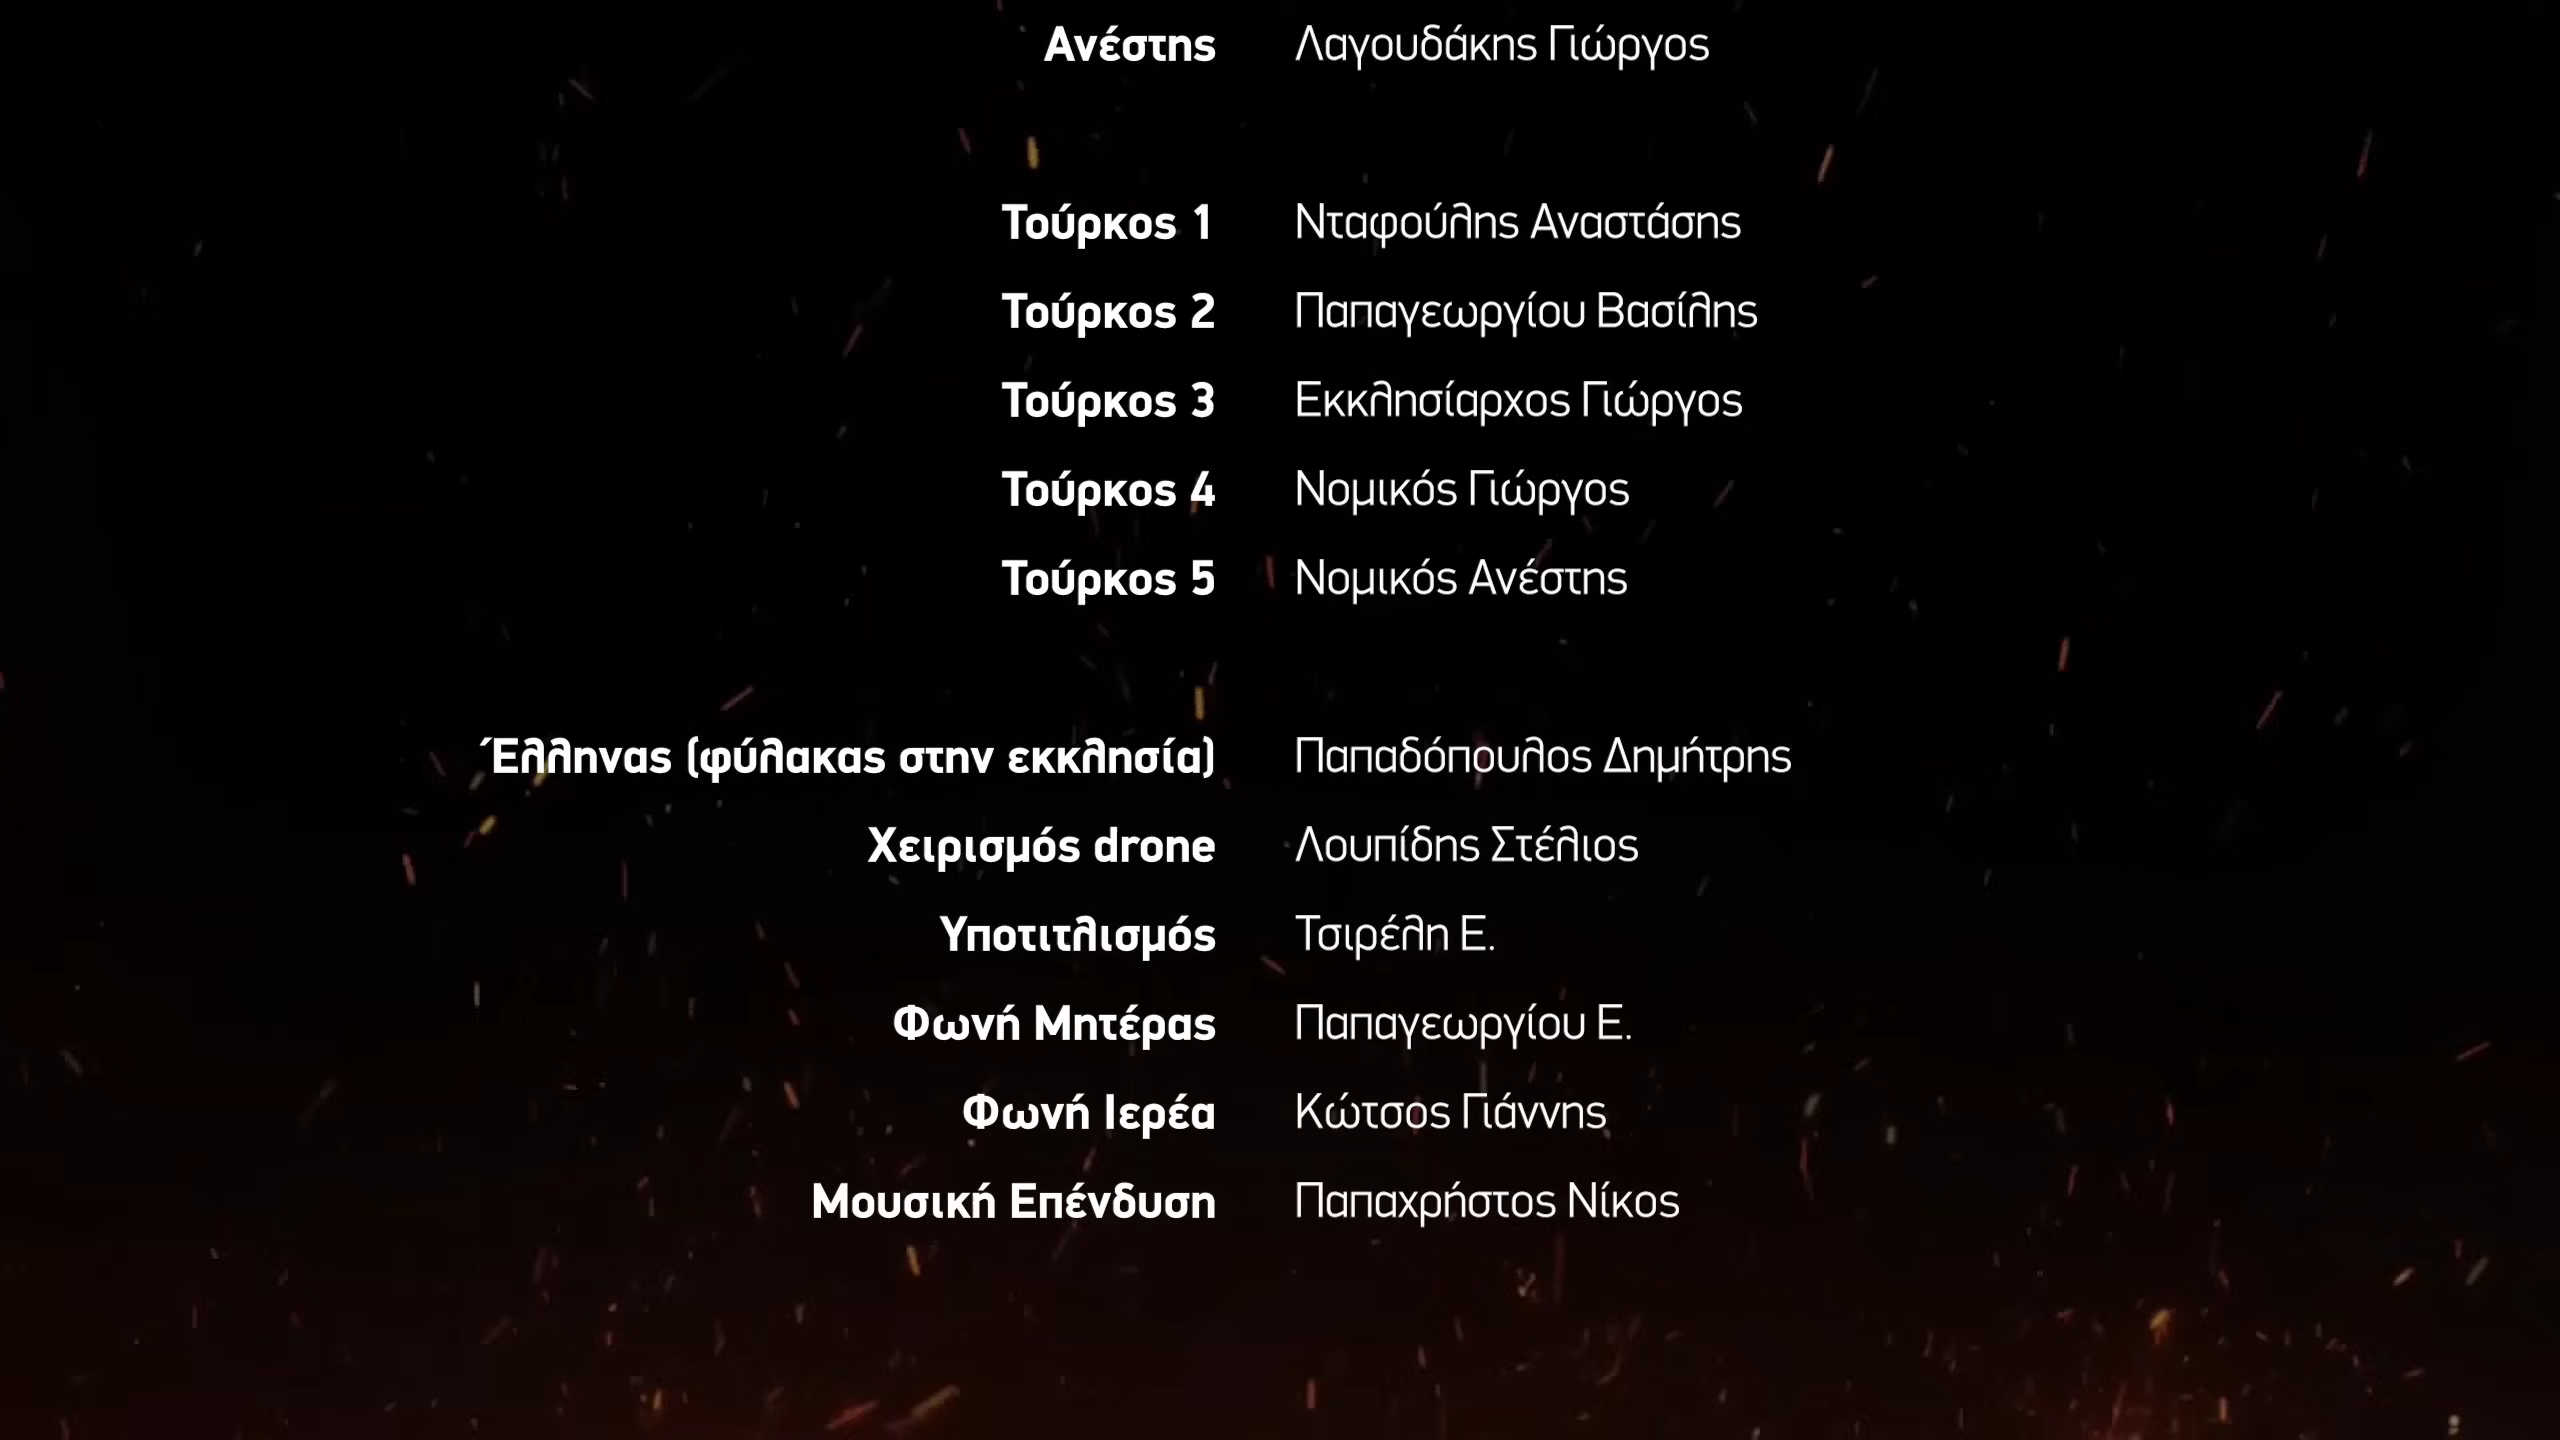 Ανέστης Λαγουδάκης Γιώργος
Τούρκος 1 Νταφούλης Αναστάσης
Τούρκος 2 Παπαγεωργίου Βασίλης
Τούρκος 3 Εκκλησίαρχος Γιώργος
Τούρκος 4 Νομικός Γιώργος
Τούρκος 5 Νομικός Ανέστης
Έλληνας (φύλακας στην εκκλησία) Παπαδόπουλος Δημήτρης
Χειρισμός drone Λουπίδης Στέλιος
Υποτιτλισμός Τσιρέλη Ε.
Φωνή Μητέρας Παπαγεωργίου Ε.
Φωνή Ιερέα Κώτσος Γιάννης
Μουσική Επένδυση Παπαχρήστος Νίκος